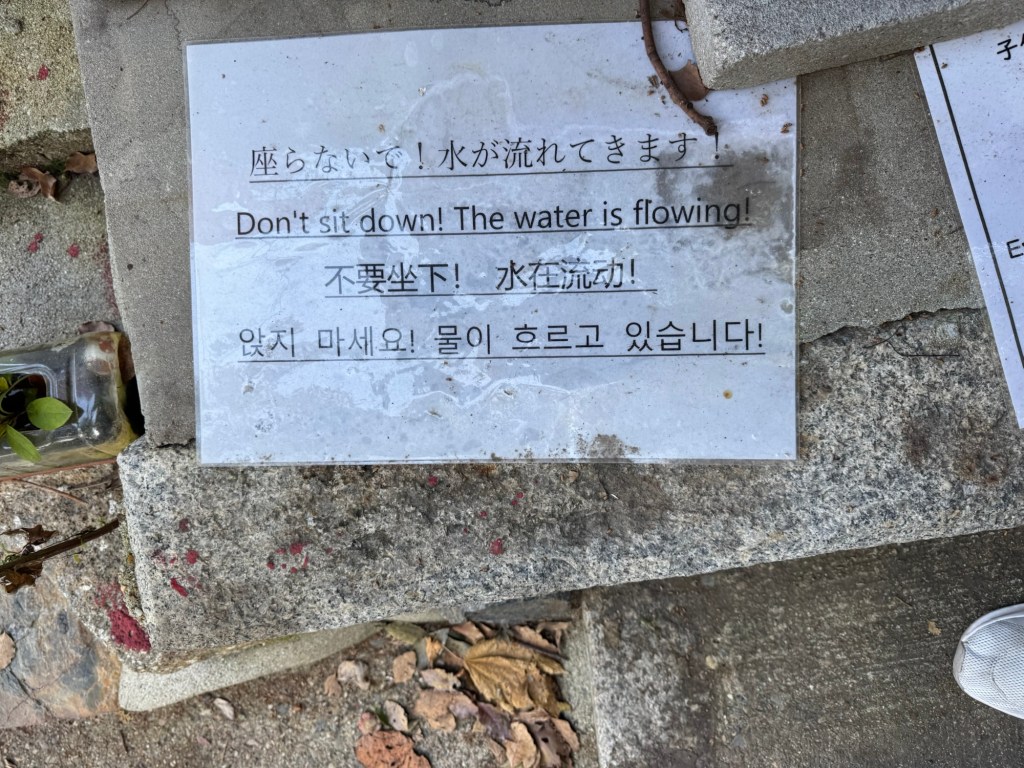 座らないで！水が流れてきます！
Don't sit down! The water is flowing!
不要坐下！ 水在流动！
앉지 마세요! 물이 흐르고 있습니다!
子